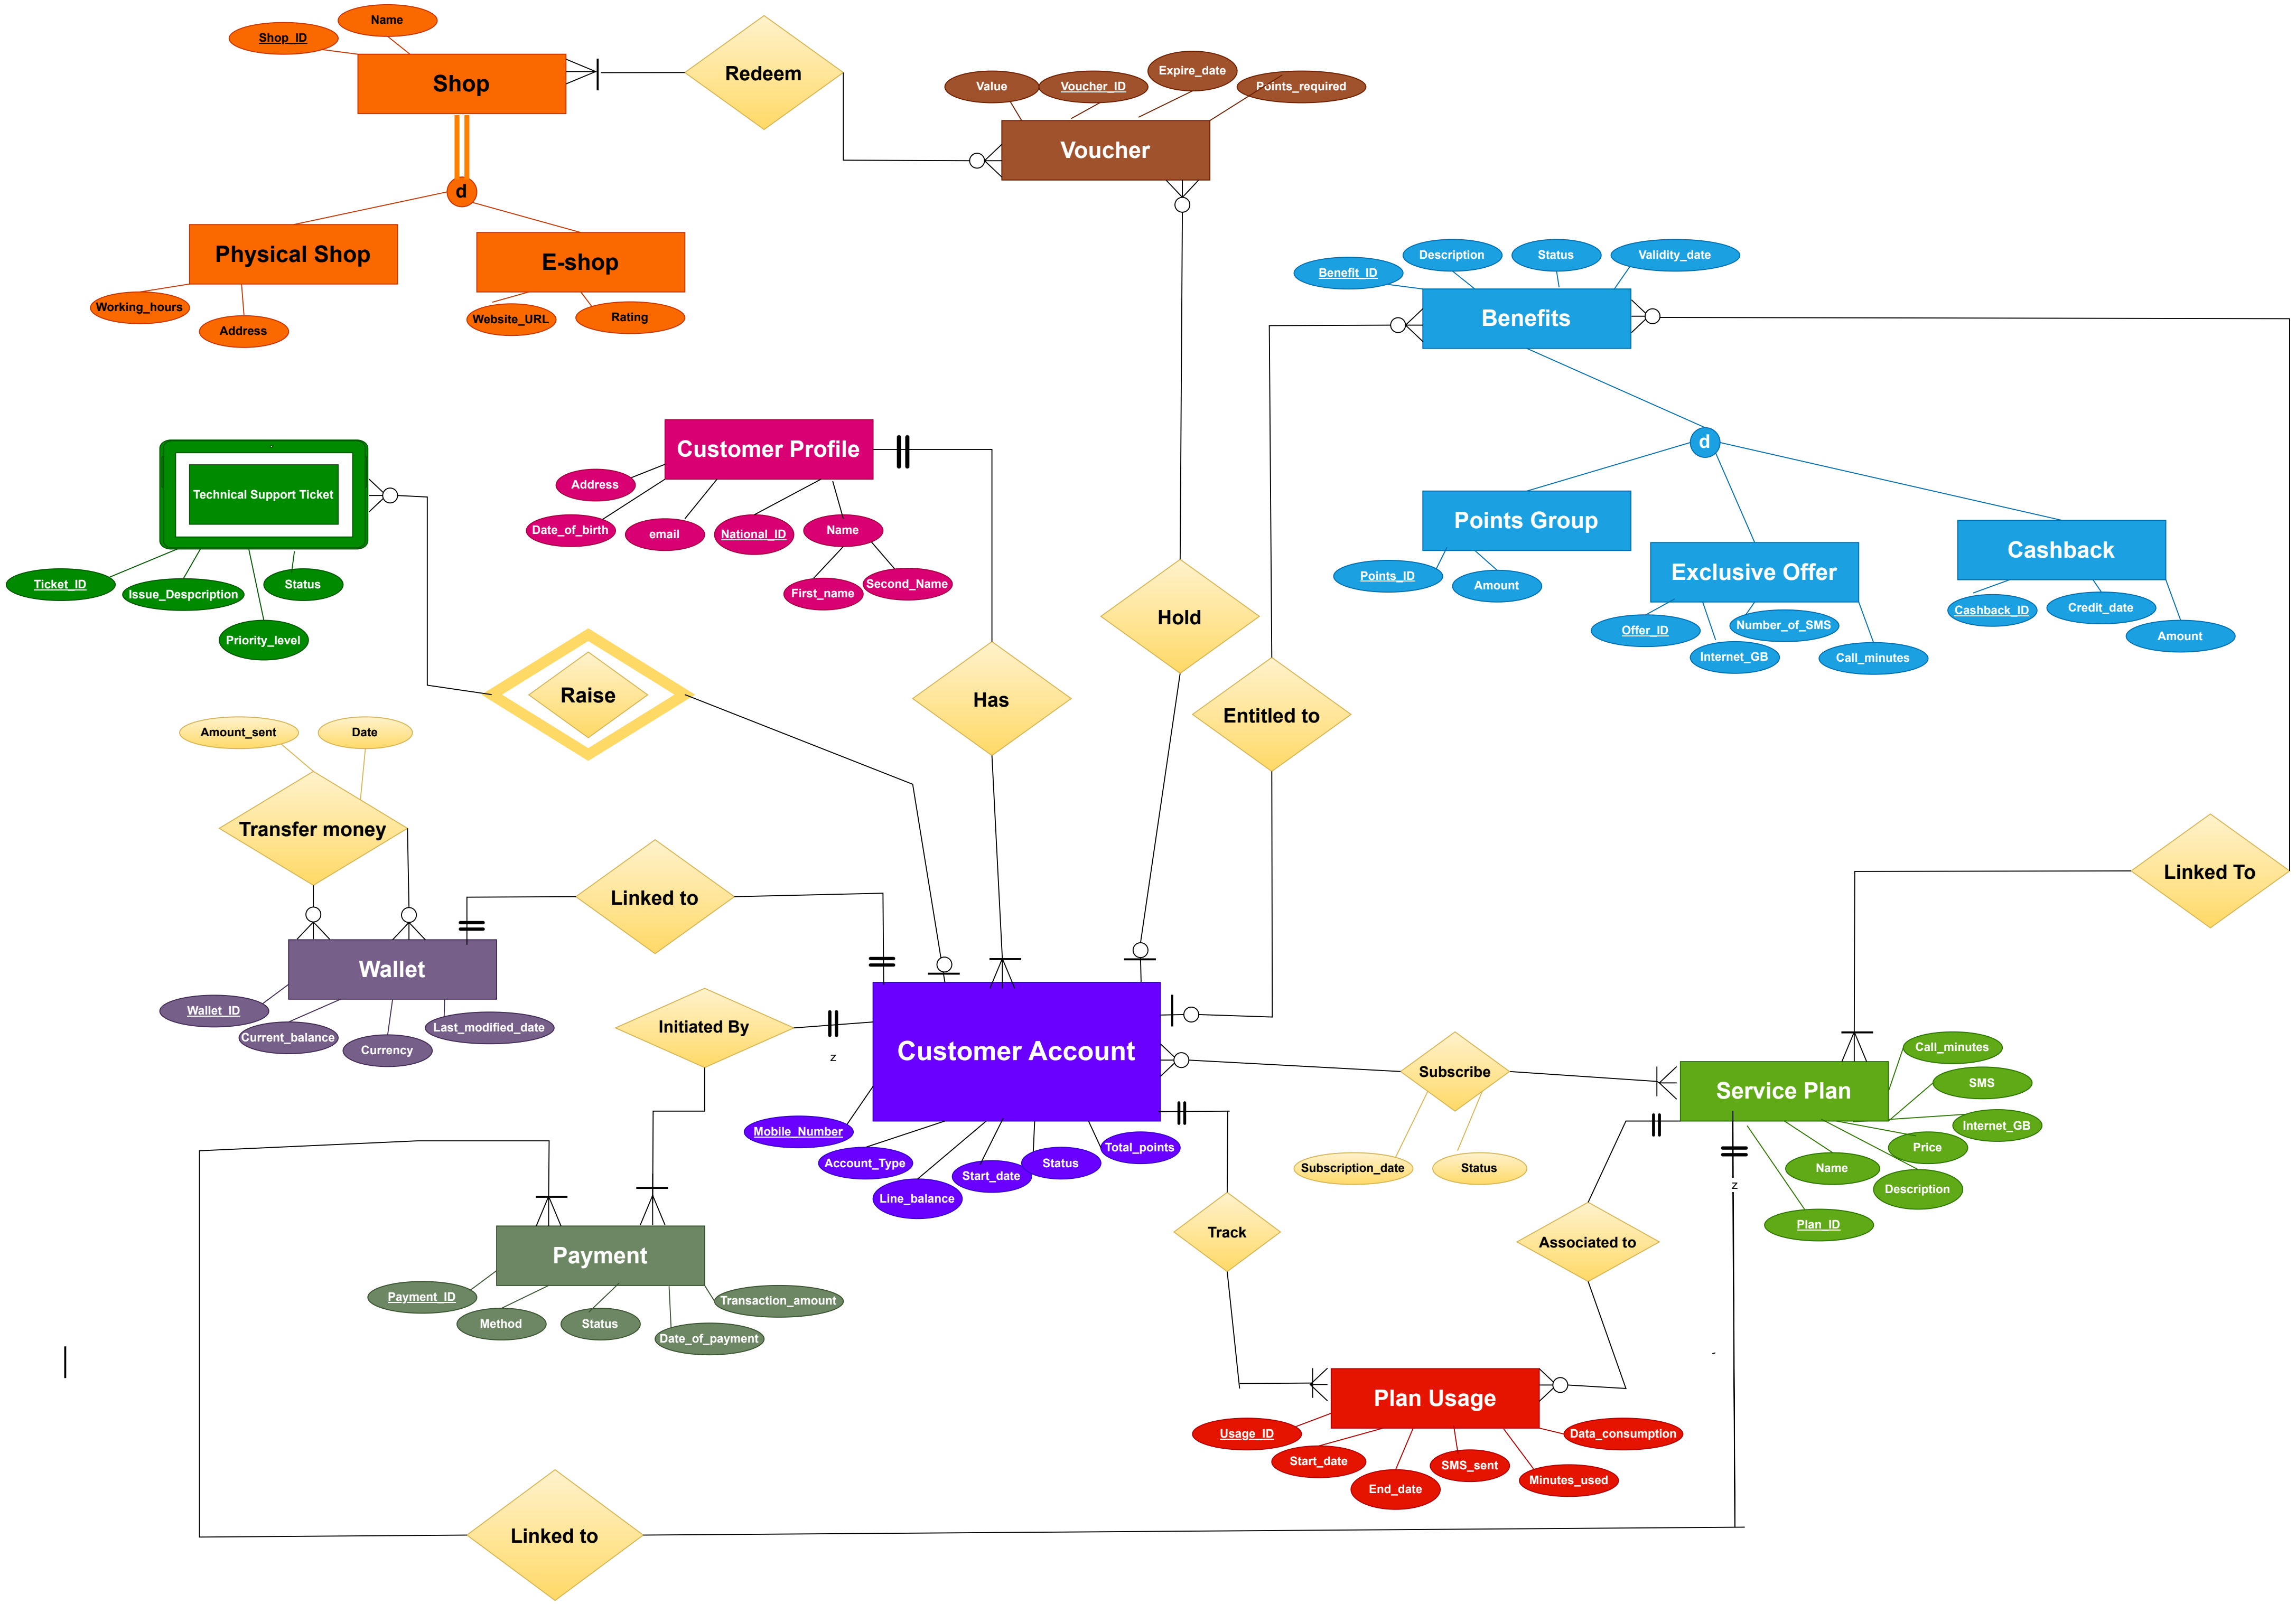 Name
Shop_ID
Shop
Redeem
Value
Voucher_ID
Expire_date
Points_required
Voucher
d
Physical Shop
E-shop
Working_hours
Address
Website_URL
Rating
Benefit_ID
Description
Status
Validity_date
Benefits
d
Points Group
Points_ID
Amount
Exclusive Offer
Offer_ID
Internet_GB
Number_of_SMS
Call_minutes
Cashback
Cashback_ID
Credit_date
Amount
Customer Profile
Address
Date_of_birth
email
National_ID
Name
First_name
Second_Name
Technical Support Ticket
Ticket_ID
Issue_Despcription
Status
Priority_level
Raise
Has
Hold
Entitled to
Amount_sent
Date
Transfer money
Linked to
Linked To
Wallet
Wallet_ID
Current_balance
Currency
Last_modified_date
Initiated By
z
Customer Account
Mobile_Number
Account_Type
Line_balance
Start_date
Status
Total_points
Subscribe
Subscription_date
Status
Service Plan
Call_minutes
SMS
Internet_GB
Price
Name
Description
Plan_ID
z
Track
Associated to
Payment
Payment_ID
Method
Status
Date_of_payment
Transaction_amount
Plan Usage
Usage_ID
Start_date
End_date
SMS_sent
Minutes_used
Data_consumption
Linked to